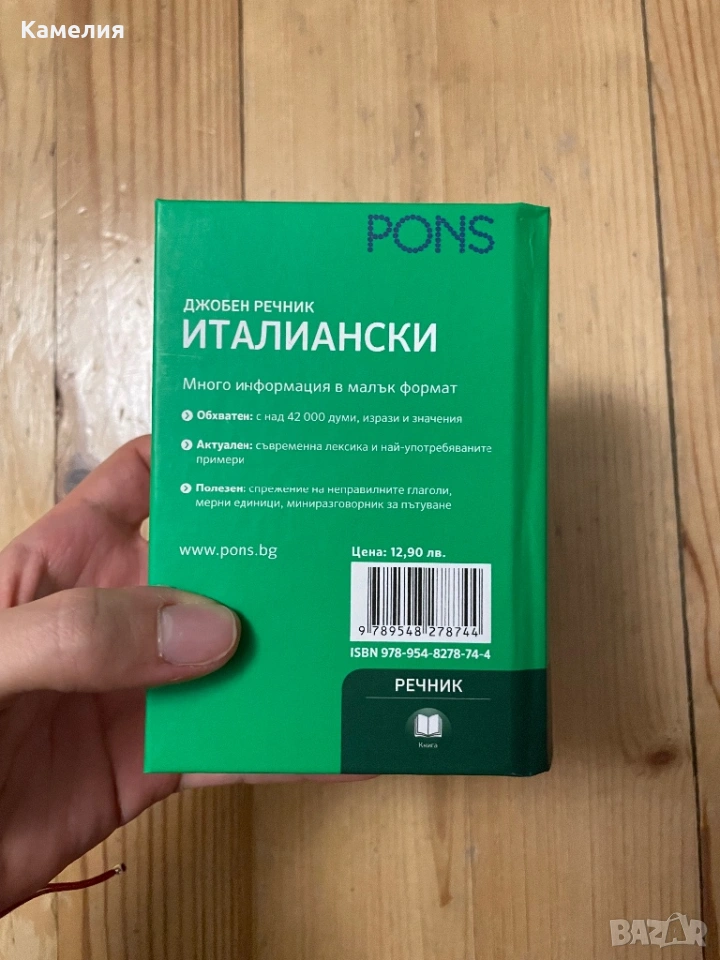 Камелия
PONS
ДЖОБЕН РЕЧНИК
ИТАЛИАНСКИ
Много информация в малък формат
Обхватен: с над 42 000 думи, изрази и значения
Актуален: съвременна лексика и най-употребяваните
примери
Полезен: спрежение на неправилните глаголи,
мерни единици, миниразговорник за пътуване
www.pons.bg
Цена: 12,90 лв.
9 789548 278744
ISBN 978-954-8278-74-4
РЕЧНИК
Книга
BAZAR